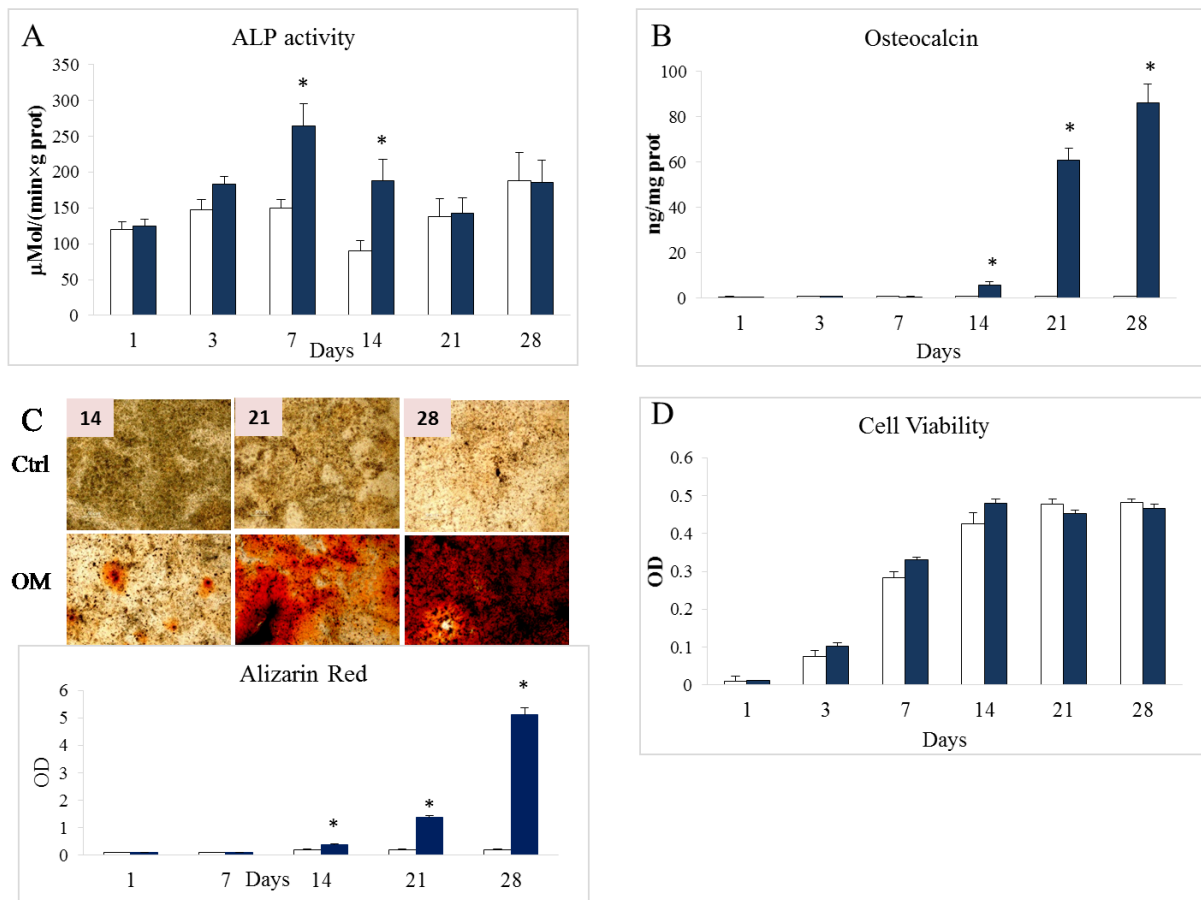 A
ALP activity
µMol/(min×g prot)
350
300
250
200
150
100
50
0
* *
1 3 7 14 21 28
Days
B
Osteocalcin
ng/mg prot
100
80
60
40
20
0
* * *
1 3 7 14 21 28
Days
C
14 21 28
Ctrl
OM
Alizarin Red
OD
6
5
4
3
2
1
0
* * *
1 7 14 21 28
Days
D
Cell Viability
OD
0.6
0.5
0.4
0.3
0.2
0.1
0
1 3 7 14 21 28
Days